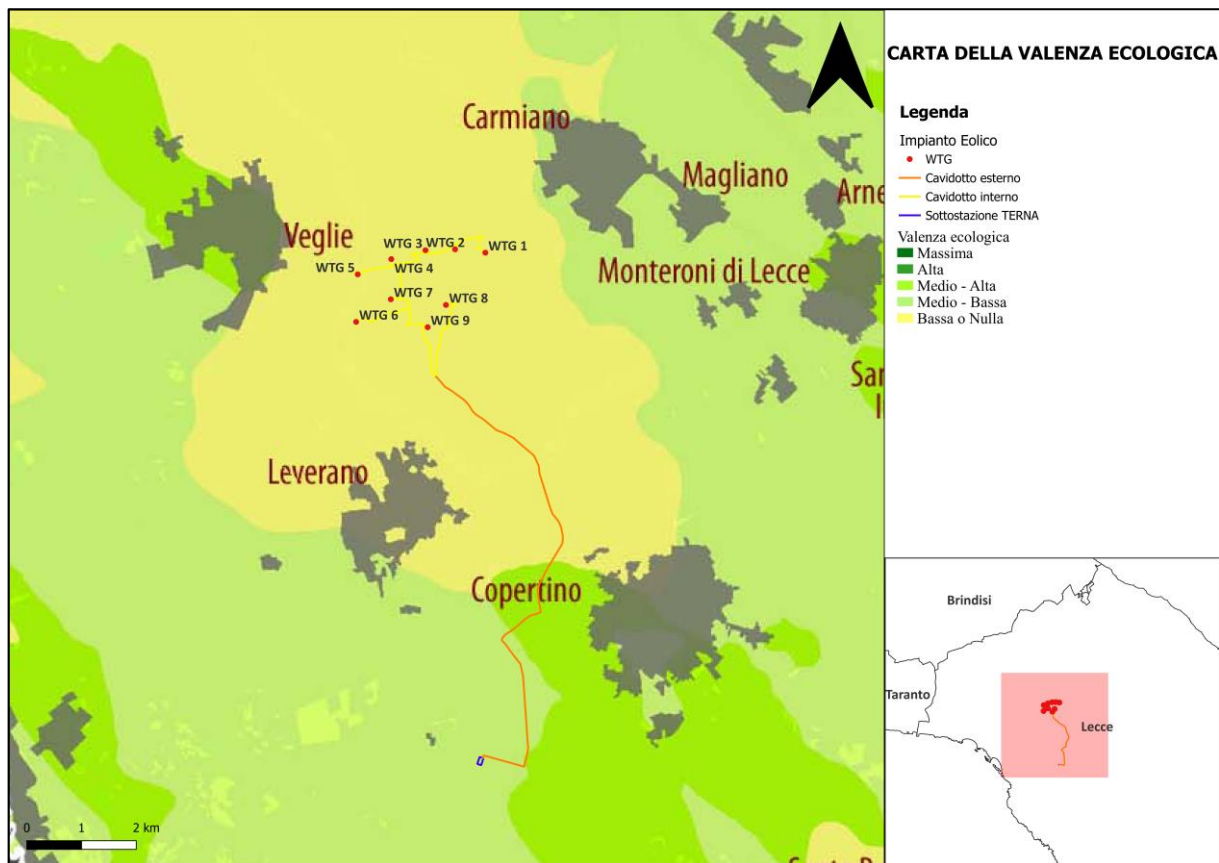 CARTA DELLA VALENZA ECOLOGICA
Legenda
Impianto Eolico
WTG
Cavidotto esterno
Cavidotto interno
Sottostazione TERNA
Valenza ecologica
Massima
Alta
Medio - Alta
Medio - Bassa
Bassa o Nulla
Carmiano
Magliano
Arne
Veglie
Monteroni di Lecce
WTG 3
WTG 2
WTG 1
WTG 5
WTG 4
WTG 7
WTG 8
WTG 6
WTG 9
San
Leverano
Copertino
0 1 2 km
Brindisi
Taranto
Lecce